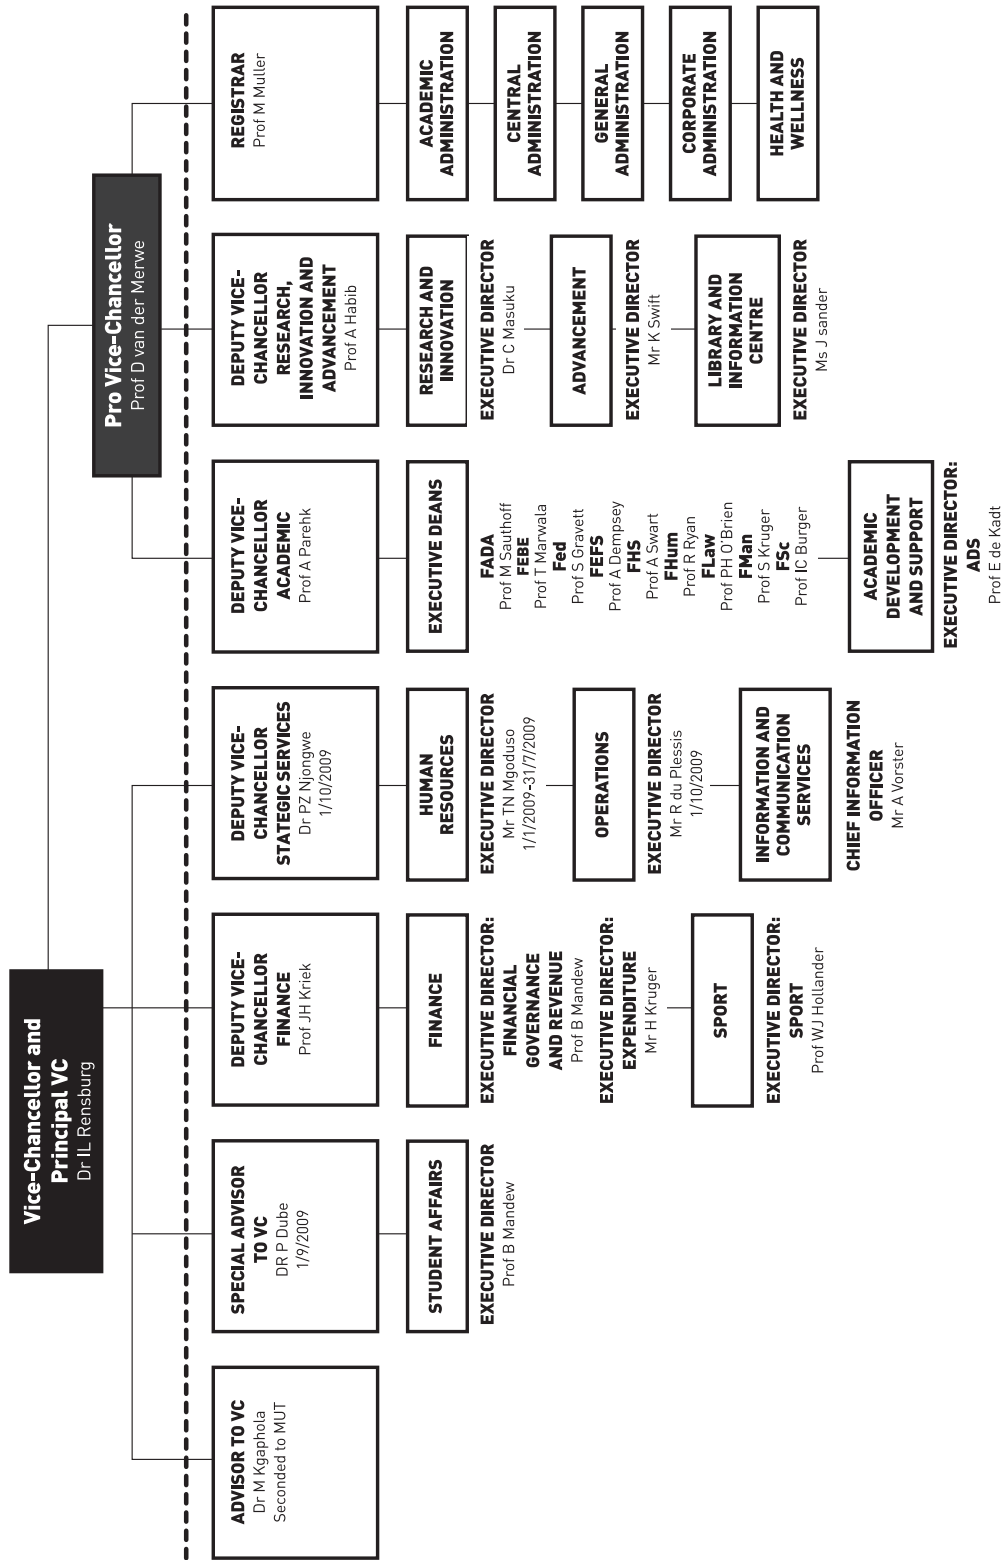 Vice-Chancellor and
Principal VC
Dr IL Rensburg
Pro Vice-Chancellor
Prof D van der Merwe
ADVISOR TO VC
Dr M Kgaphola
Seconded to MUT
SPECIAL ADVISOR
TO VC
DR P Dube
1/9/2009
STUDENT AFFAIRS
EXECUTIVE DIRECTOR
Prof B Mandew
DEPUTY VICE-
CHANCELLOR
FINANCE
Prof JH Kriek
FINANCE
EXECUTIVE DIRECTOR:
FINANCIAL
GOVERNANCE
AND REVENUE
Prof B Mandew
EXECUTIVE DIRECTOR:
EXPENDITURE
Mr H Kruger
SPORT
EXECUTIVE DIRECTOR:
SPORT
Prof WJ Hollander
DEPUTY VICE-
CHANCELLOR
STATEGIC SERVICES
Dr PZ Njongwe
1/10/2009
HUMAN
RESOURCES
EXECUTIVE DIRECTOR
Mr TN Mgoduso
1/1/2009-31/7/2009
OPERATIONS
EXECUTIVE DIRECTOR
Mr R du Plessis
1/10/2009
INFORMATION AND
COMMUNICATION
SERVICES
CHIEF INFORMATION
OFFICER
Mr A Vorster
DEPUTY VICE-
CHANCELLOR
ACADEMIC
Prof A Parehk
EXECUTIVE DEANS
FADA
Prof M Sauthoff
FEBE
Prof T Marwala
Fed
Prof S Gravett
FEFS
Prof A Dempsey
FHS
Prof A Swart
FHum
Prof R Ryan
FLaw
Prof PH O'Brien
FMan
Prof S Kruger
FSc
Prof IC Burger
ACADEMIC
DEVELOPMENT
AND SUPPORT
EXECUTIVE DIRECTOR:
ADS
Prof E de Kadt
DEPUTY VICE-
CHANCELLOR
RESEARCH,
INNOVATION AND
ADVANCEMENT
Prof A Habib
RESEARCH AND
INNOVATION
EXECUTIVE DIRECTOR
Dr C Masuku
ADVANCEMENT
EXECUTIVE DIRECTOR
Mr K Swift
LIBRARY AND
INFORMATION
CENTRE
EXECUTIVE DIRECTOR
Ms J sander
REGISTRAR
Prof M Muller
ACADEMIC
ADMINISTRATION
CENTRAL
ADMINISTRATION
GENERAL
ADMINISTRATION
CORPORATE
ADMINISTRATION
HEALTH AND
WELLNESS